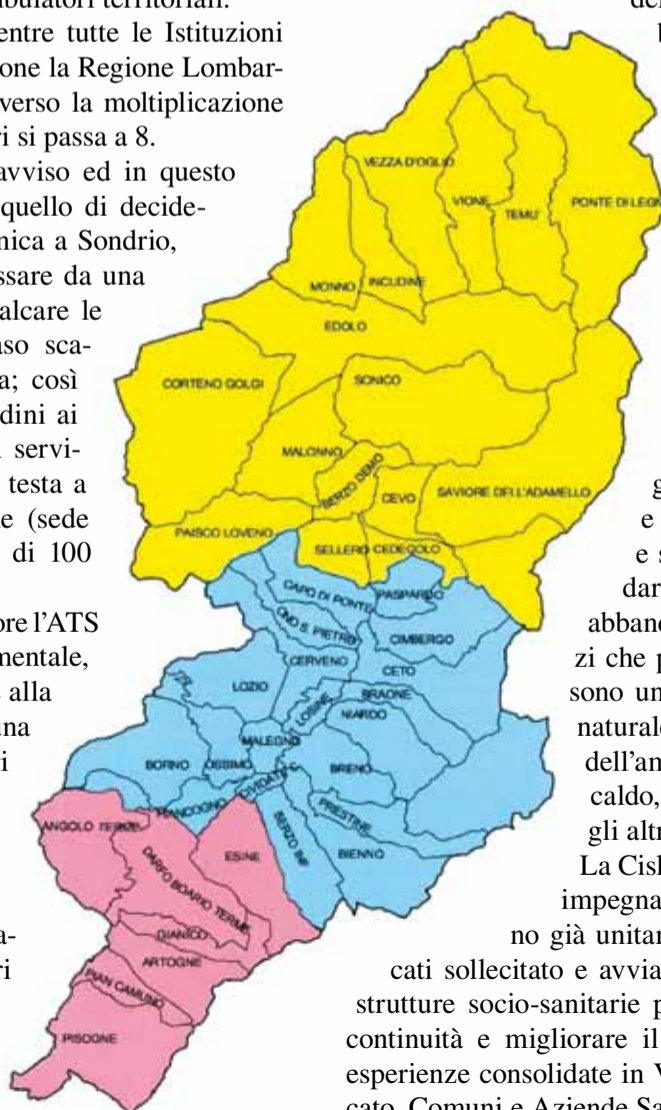 bulatori territoriali.
entre tutte le Istituzioni
one la Regione Lombar-
verso la moltiplicazione
ri si passa a 8.
avviso ed in questo
quello di decide-
nica a Sondrio,
ssare da una
alcare le
aso sca-
a; così
dini ai
servi-
testa a
e (sede
di 100
ore l'ATS
mentale,
e alla
una
ri
a-
ri
VEZZA D'OGLIO
VIONE
TEMU'
PONTE DI LEGN
MONNO
INCUDINE
EDOLO
CORTENO GOLGI
SONICO
MALONNO
BERZO DEMO
CEVO
SAVIORE DELL'ADAMELLO
PAISCO LOVENO
SELLERO
CEDEGOLO
CAPO DI PONTE
PASPARDO
ONO S. PIETRO
CIMBERGO
CERVENO
CETO
LOZIO
BRAONE
LOSINE
NIARDO
MALEGNO
BORNO
OSSIMO
BRENO
CIVIDATE C.
PIANCOGNO
PRESTINE
BERZO INF.
BIENNO
ANGOLO TERME
ESINE
DARFO BOARIO TERME
GIANICO
ARTOGNE
PIAN CAMUNO
PISOGNE
g
e
e s
dar
abband
zi che p
sono un
naturale
dell'an
caldo,
gli altr
La Cisl
impegna
no già unitar
cati sollecitato e avvia
strutture socio-sanitarie p
continuità e migliorare il
esperienze consolidate in V
cato, Comuni e Aziende Sa